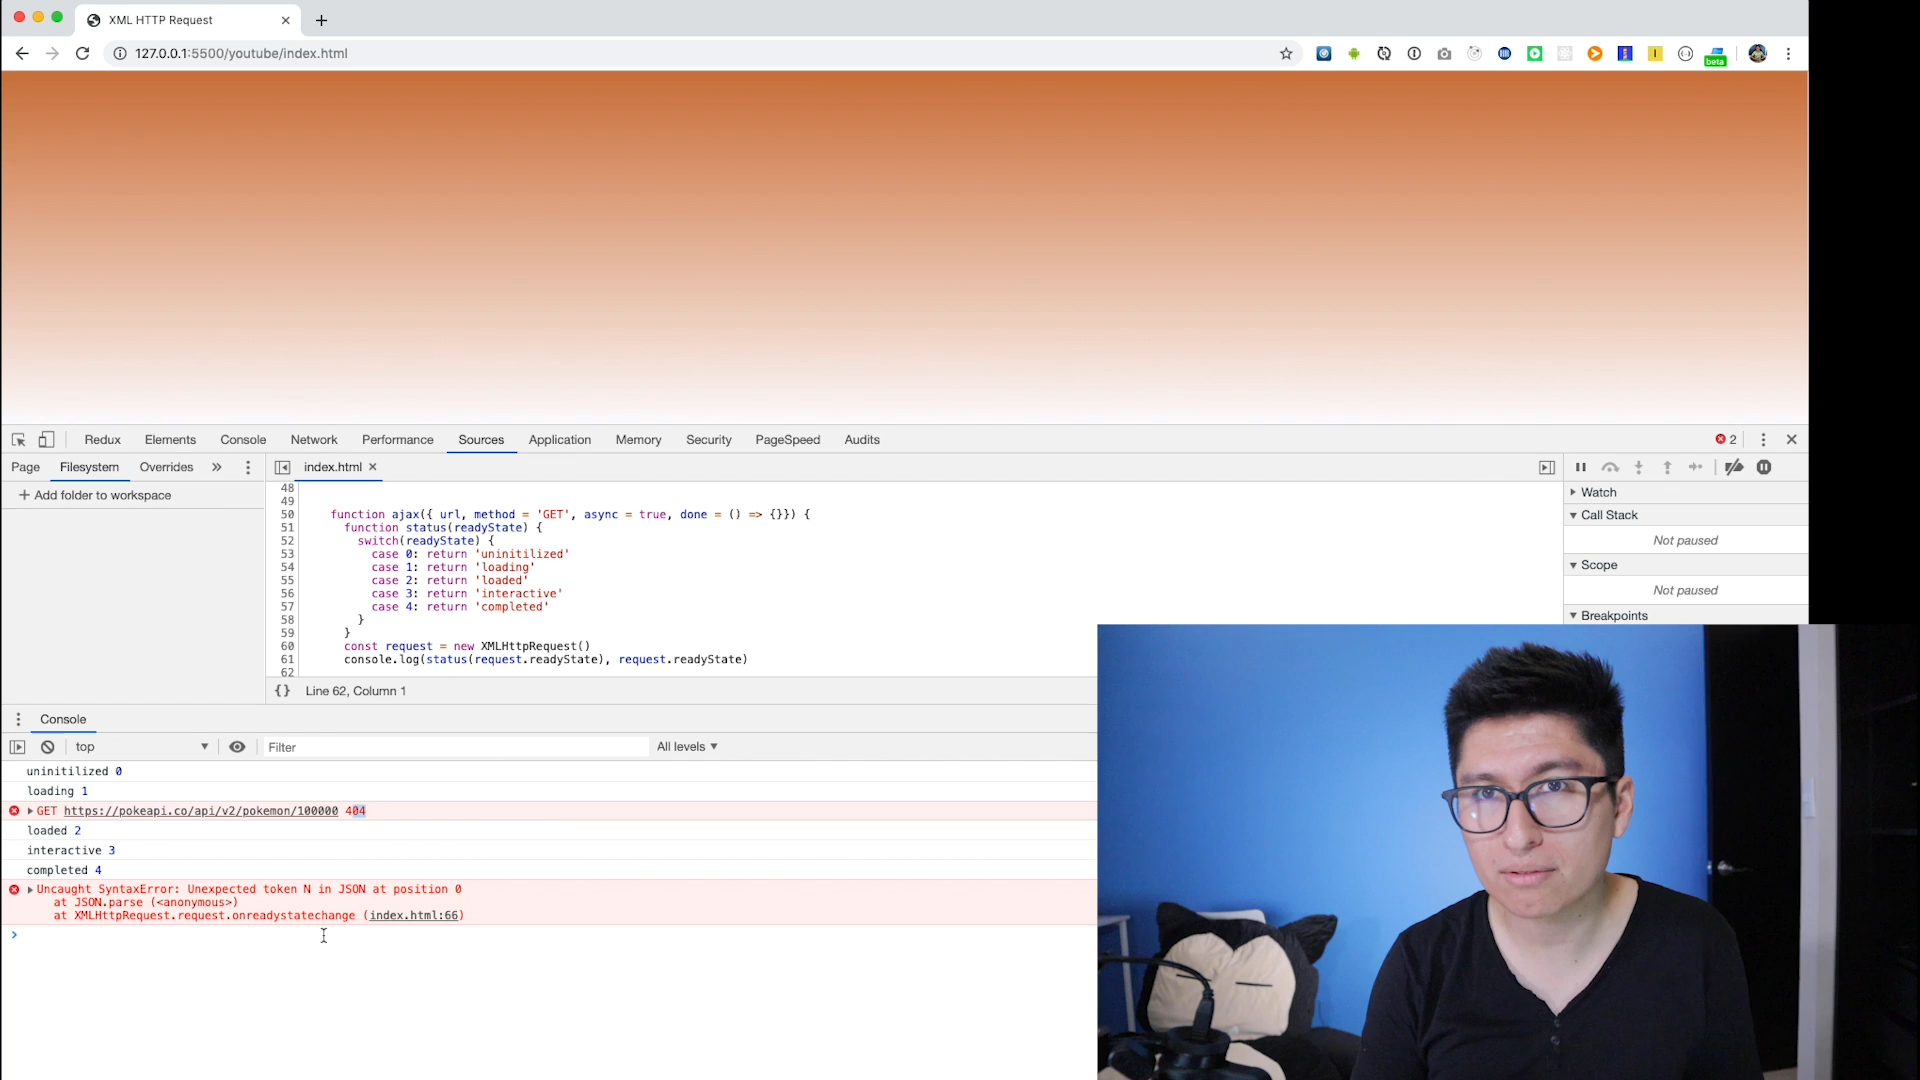 XML HTTP Request
127.0.0.1:5500/youtube/index.html
beta
Redux Elements Console Network Performance Sources Application Memory Security PageSpeed Audits 2
Page Filesystem Overrides » index.html
+ Add folder to workspace
48
49
50 function ajax({ url, method = 'GET', async = true, done = () => {}}) {
51 function status(readyState) {
52 switch(readyState) {
53 case 0: return 'uninitilized'
54 case 1: return 'loading'
55 case 2: return 'loaded'
56 case 3: return 'interactive'
57 case 4: return 'completed'
58 }
59 }
60 const request = new XMLHttpRequest()
61 console.log(status(request.readyState), request.readyState)
62
{} Line 62, Column 1
Watch
Call Stack
Not paused
Scope
Not paused
Breakpoints
Console
top Filter All levels
uninitilized 0
loading 1
GET https://pokeapi.co/api/v2/pokemon/100000 404
loaded 2
interactive 3
completed 4
Uncaught SyntaxError: Unexpected token N in JSON at position 0
at JSON.parse (<anonymous>)
at XMLHttpRequest.request.onreadystatechange (index.html:66)
>